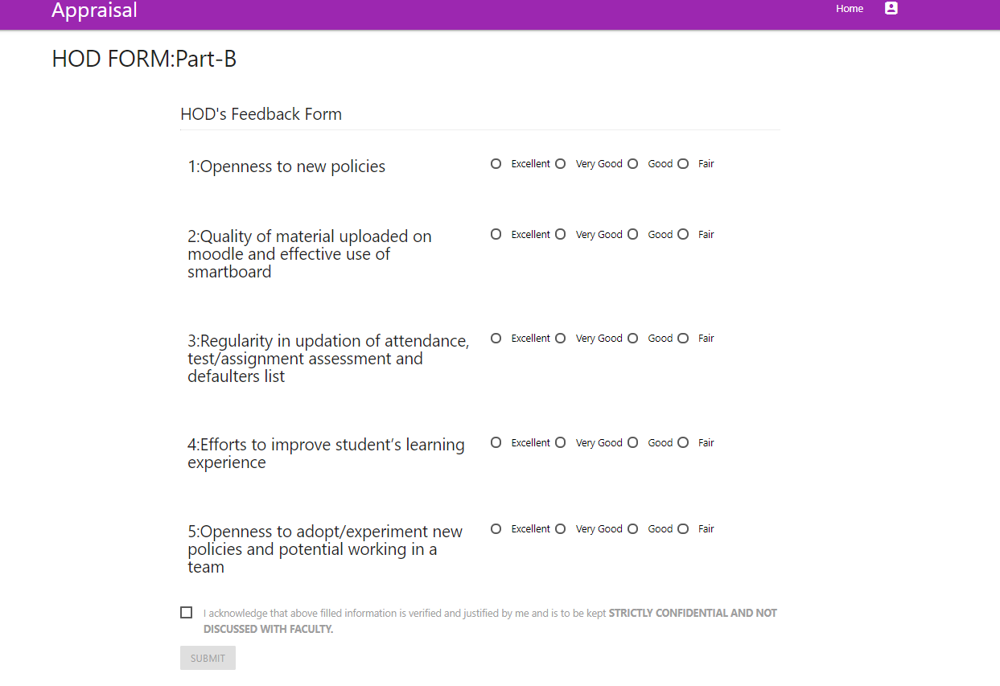 Appraisal
Home
HOD FORM:Part-B
HOD's Feedback Form
1:Openness to new policies
Excellent Very Good Good Fair
2:Quality of material uploaded on
moodle and effective use of
smartboard
Excellent Very Good Good Fair
3:Regularity in updation of attendance,
test/assignment assessment and
defaulters list
Excellent Very Good Good Fair
4:Efforts to improve student’s learning
experience
Excellent Very Good Good Fair
5:Openness to adopt/experiment new
policies and potential working in a
team
Excellent Very Good Good Fair
I acknowledge that above filled information is verified and justified by me and is to be kept STRICTLY CONFIDENTIAL AND NOT
DISCUSSED WITH FACULTY.
SUBMIT